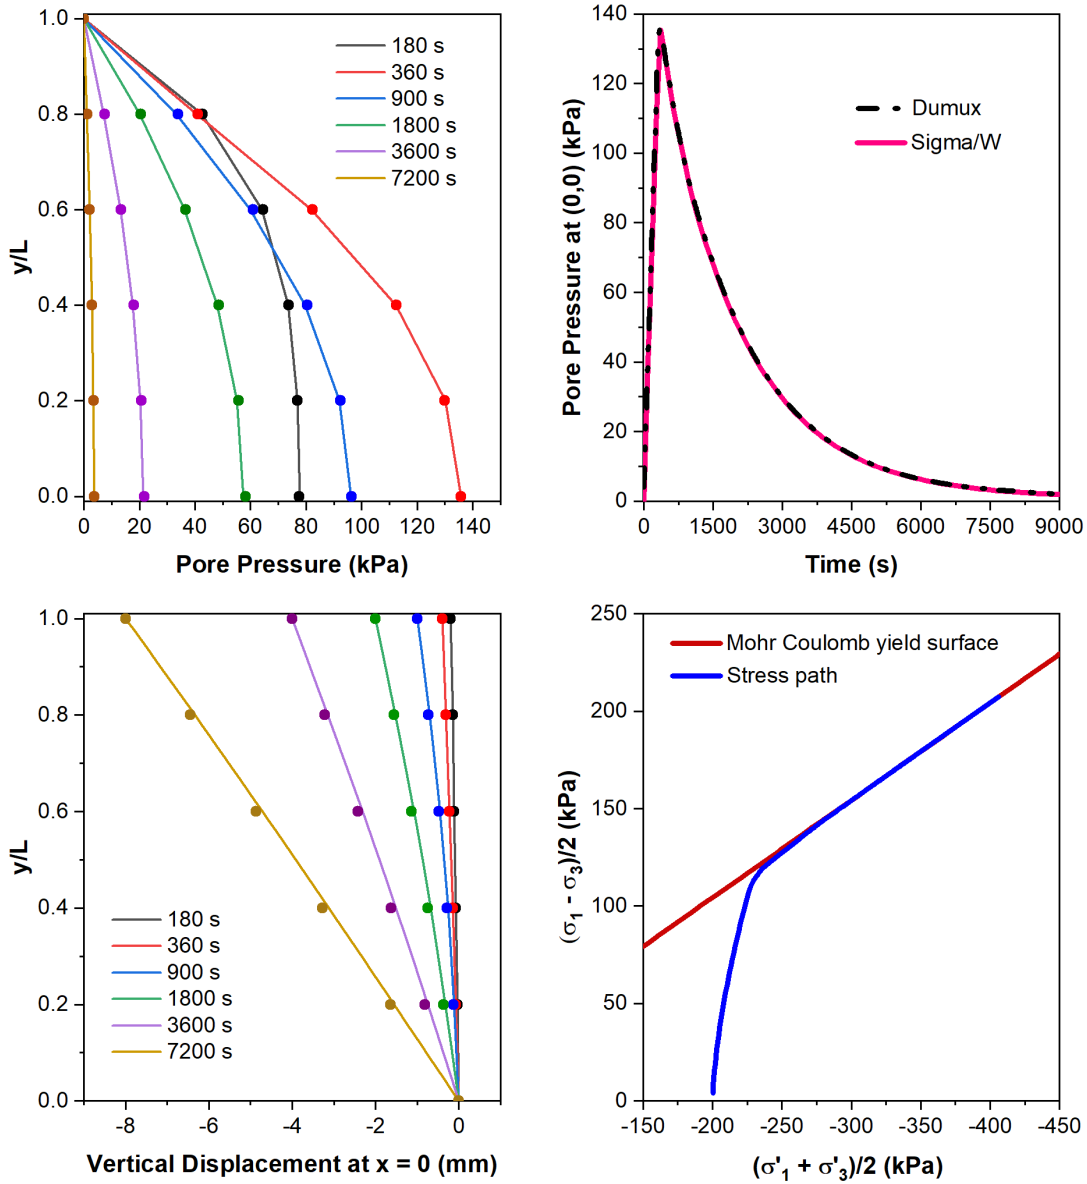 1.0
0.8
0.6
0.4
0.2
0.0
y/L
180 s
360 s
900 s
1800 s
3600 s
7200 s
0
20
40
60
80
100
120
140
Pore Pressure (kPa)
140
120
100
80
60
40
20
0
Pore Pressure at (0,0) (kPa)
Dumux
Sigma/W
0
1500
3000
4500
6000
7500
9000
Time (s)
1.0
0.8
0.6
0.4
0.2
0.0
y/L
180 s
360 s
900 s
1800 s
3600 s
7200 s
-8
-6
-4
-2
0
Vertical Displacement at x = 0 (mm)
250
200
150
100
50
0
(σ1 - σ3)/2 (kPa)
Mohr Coulomb yield surface
Stress path
-150
-200
-250
-300
-350
-400
-450
(σ'1 + σ'3)/2 (kPa)